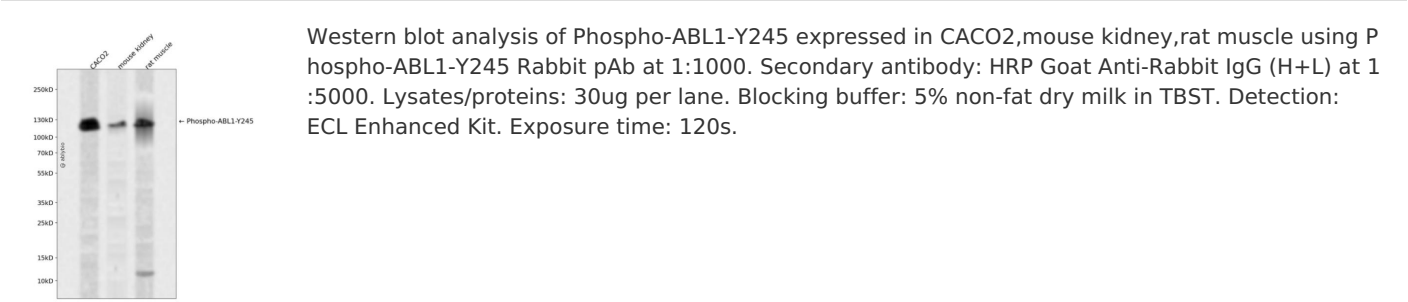 CACO2
mouse kidney
rat muscle
250kD
130kD
100kD
70kD
55kD
35kD
25kD
15kD
10kD
@ ablybio
← Phospho-ABL1-Y245
Western blot analysis of Phospho-ABL1-Y245 expressed in CACO2,mouse kidney,rat muscle using P
hospho-ABL1-Y245 Rabbit pAb at 1:1000. Secondary antibody: HRP Goat Anti-Rabbit IgG (H+L) at 1
:5000. Lysates/proteins: 30ug per lane. Blocking buffer: 5% non-fat dry milk in TBST. Detection:
ECL Enhanced Kit. Exposure time: 120s.